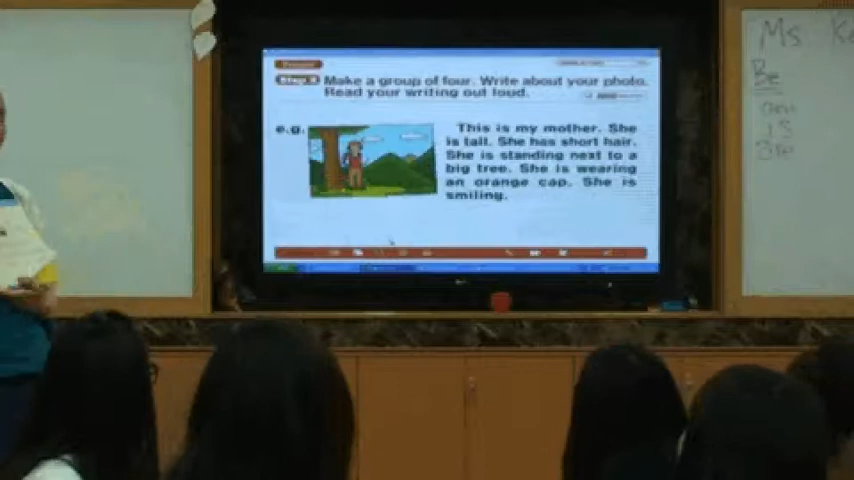 Make a group of four. Write about your photo.
Read your writing out loud.
e.g.
This is my mother. She
is tall. She has short hair.
She is standing next to a
big tree. She is wearing
an orange cap. She is
smiling.
Ms
Be
is
are